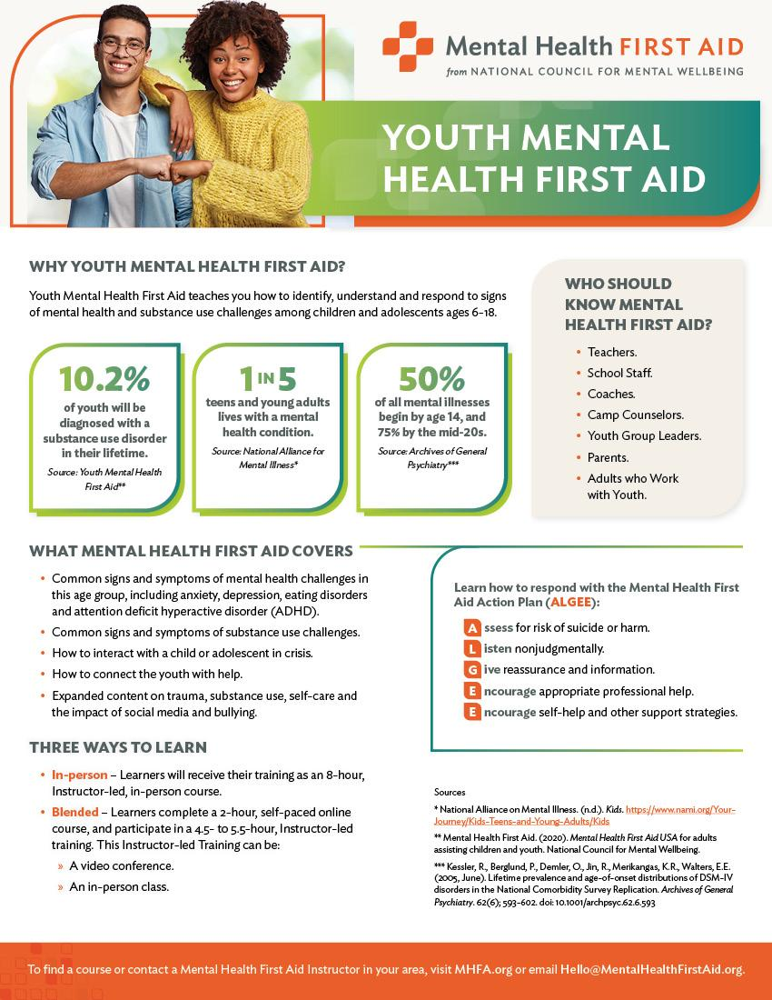 Mental Health FIRST AID
from NATIONAL COUNCIL FOR MENTAL WELLBEING
YOUTH MENTAL
HEALTH FIRST AID
WHY YOUTH MENTAL HEALTH FIRST AID?
Youth Mental Health First Aid teaches you how to identify, understand and respond to signs
of mental health and substance use challenges among children and adolescents ages 6-18.
10.2%
of youth will be
diagnosed with a
substance use disorder
in their lifetime.
Source: Youth Mental Health
First Aid**
1 IN 5
teens and young adults
lives with a mental
health condition.
Source: National Alliance for
Mental Illness*
50%
of all mental illnesses
begin by age 14, and
75% by the mid-20s.
Source: Archives of General
Psychiatry***
WHO SHOULD
KNOW MENTAL
HEALTH FIRST AID?
• Teachers.
• School Staff.
• Coaches.
• Camp Counselors.
• Youth Group Leaders.
• Parents.
• Adults who Work
with Youth.
WHAT MENTAL HEALTH FIRST AID COVERS
• Common signs and symptoms of mental health challenges in
this age group, including anxiety, depression, eating disorders
and attention deficit hyperactive disorder (ADHD).
• Common signs and symptoms of substance use challenges.
• How to interact with a child or adolescent in crisis.
• How to connect the youth with help.
• Expanded content on trauma, substance use, self-care and
the impact of social media and bullying.
THREE WAYS TO LEARN
• In-person – Learners will receive their training as an 8-hour,
Instructor-led, in-person course.
• Blended – Learners complete a 2-hour, self-paced online
course, and participate in a 4.5- to 5.5-hour, Instructor-led
training. This Instructor-led Training can be:
» A video conference.
» An in-person class.
Learn how to respond with the Mental Health First
Aid Action Plan (ALGEE):
Assess for risk of suicide or harm.
Listen nonjudgmentally.
Give reassurance and information.
Encourage appropriate professional help.
Encourage self-help and other support strategies.
Sources
* National Alliance on Mental Illness. (n.d.). Kids. https://www.nami.org/Your-
Journey/Kids-Teens-and-Young-Adults/Kids
** Mental Health First Aid. (2020). Mental Health First Aid USA for adults
assisting children and youth. National Council for Mental Wellbeing.
*** Kessler, R., Berglund, P., Demler, O., Jin, R., Merikangas, K.R., Walters, E.E.
(2005, June). Lifetime prevalence and age-of-onset distributions of DSM-IV
disorders in the National Comorbidity Survey Replication. Archives of General
Psychiatry. 62(6); 593-602. doi: 10.1001/archpsyc.62.6.593
To find a course or contact a Mental Health First Aid Instructor in your area, visit MHFA.org or email Hello@MentalHealthFirstAid.org.